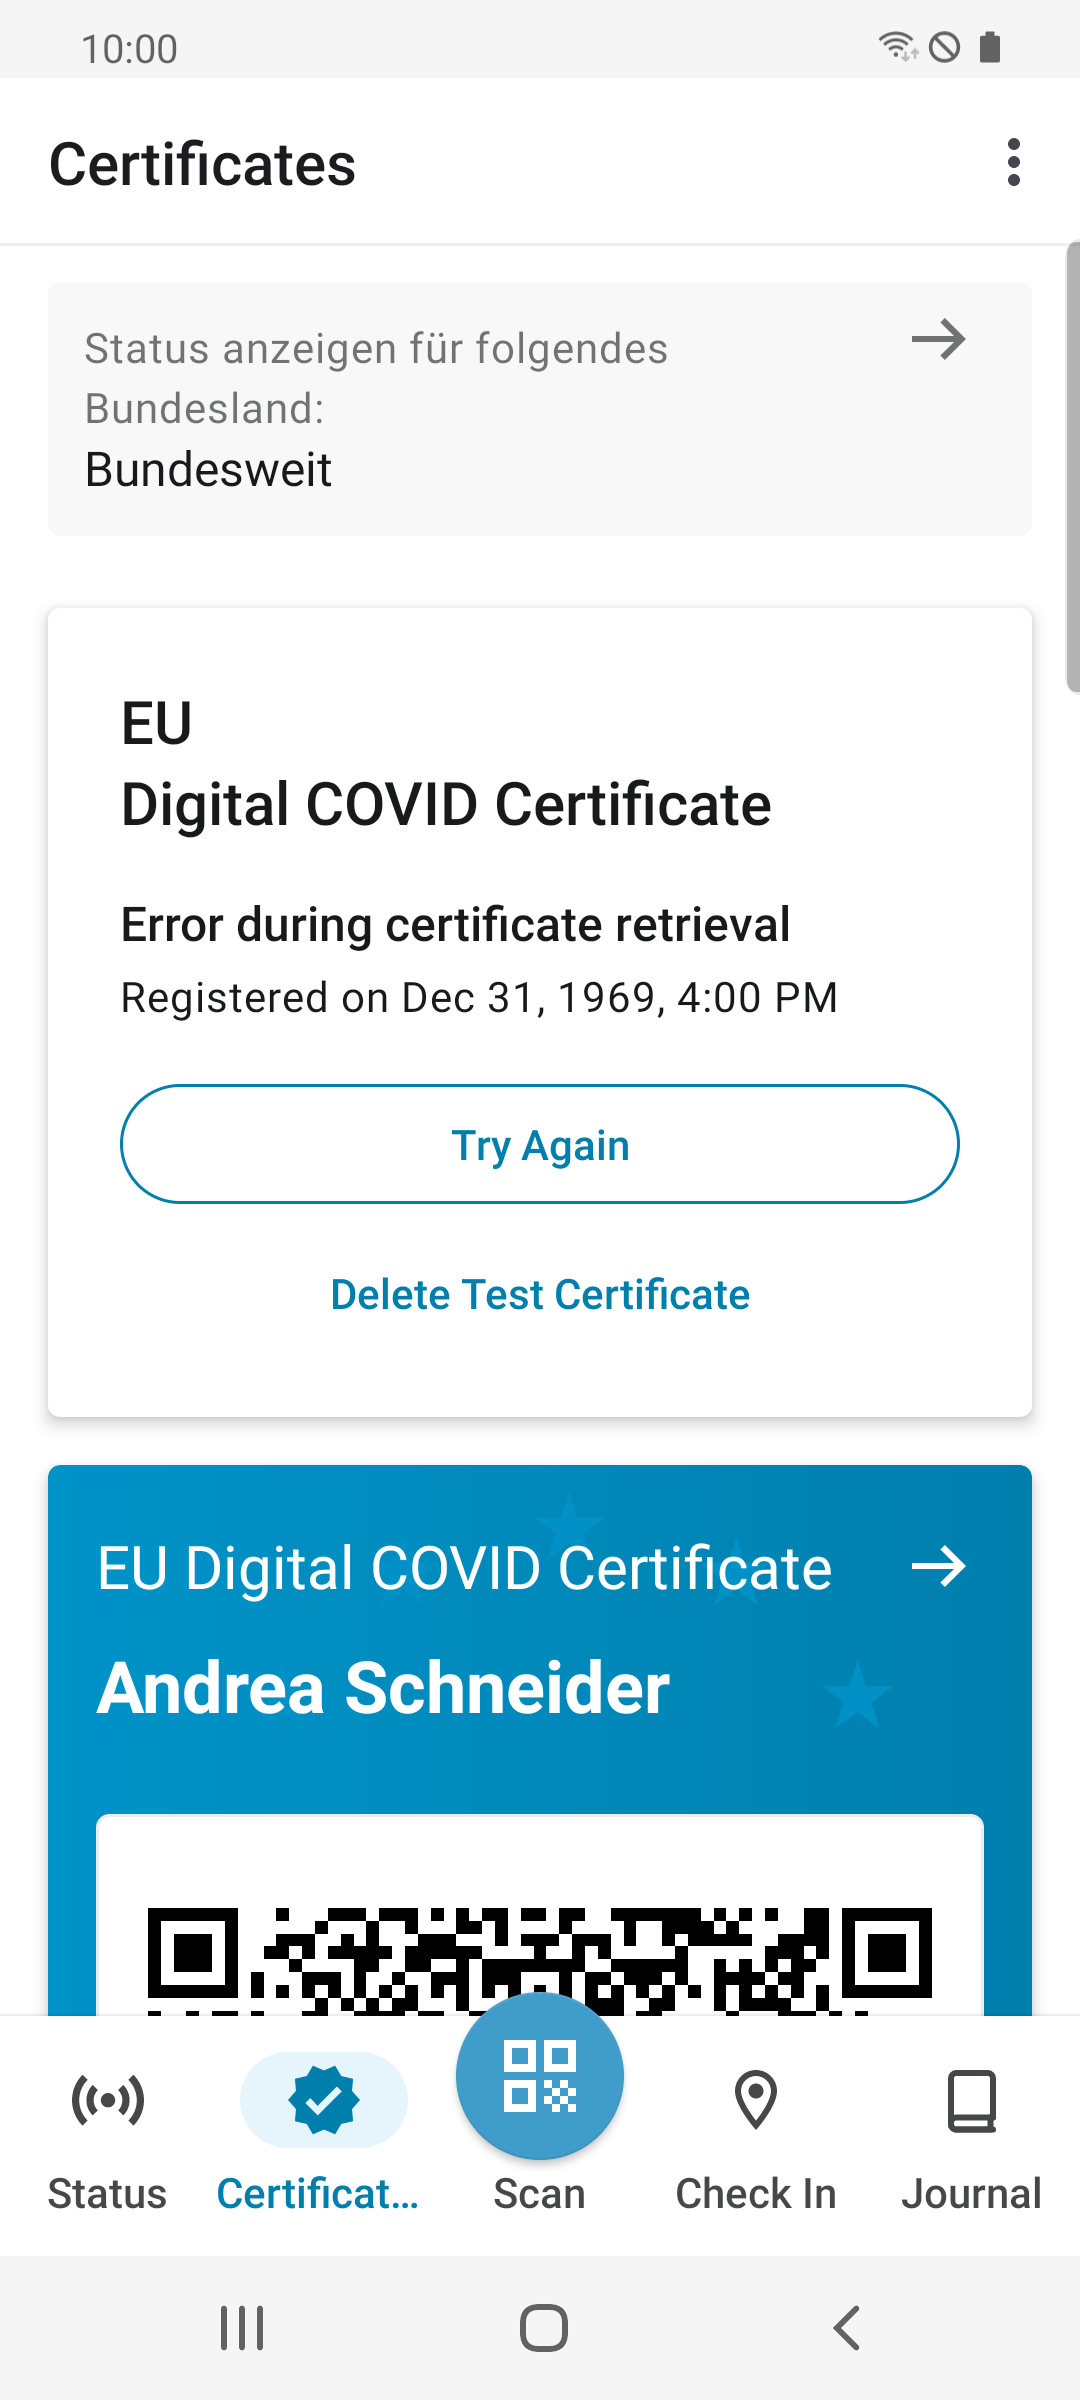 10:00
Certificates
Status anzeigen für folgendes
Bundesland:
Bundesweit
EU
Digital COVID Certificate
Error during certificate retrieval
Registered on Dec 31, 1969, 4:00 PM
Try Again
Delete Test Certificate
EU Digital COVID Certificate
Andrea Schneider
Status
Certificat...
Scan
Check In
Journal